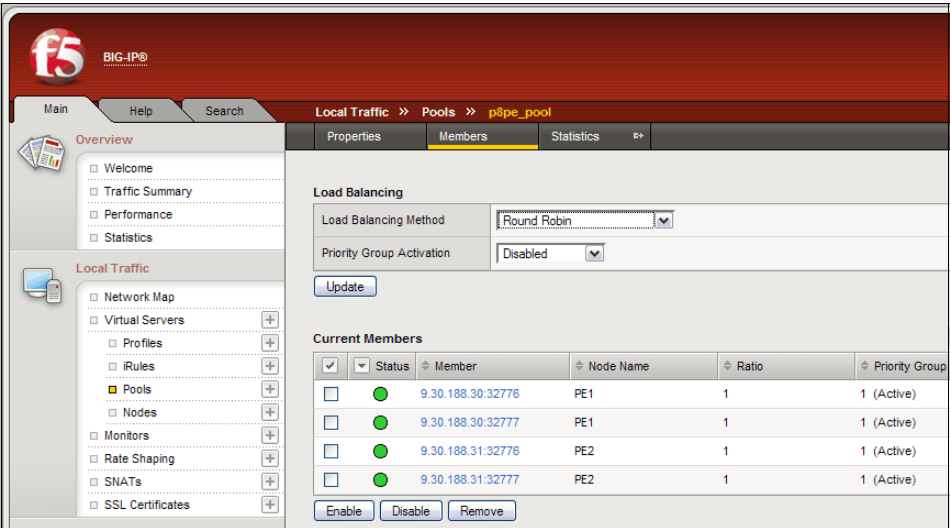 f5
BIG-IP®
Main Help Search
Local Traffic » Pools » p8pe_pool
Properties Members Statistics
Overview
Welcome
Traffic Summary
Performance
Statistics
Local Traffic
Network Map
Virtual Servers
Profiles
iRules
Pools
Nodes
Monitors
Rate Shaping
SNATs
SSL Certificates
Load Balancing
Load Balancing Method Round Robin
Priority Group Activation Disabled
Update
Current Members
Status Member Node Name Ratio Priority Group
9.30.188.30:32776 PE1 1 1 (Active)
9.30.188.30:32777 PE1 1 1 (Active)
9.30.188.31:32776 PE2 1 1 (Active)
9.30.188.31:32777 PE2 1 1 (Active)
Enable Disable Remove